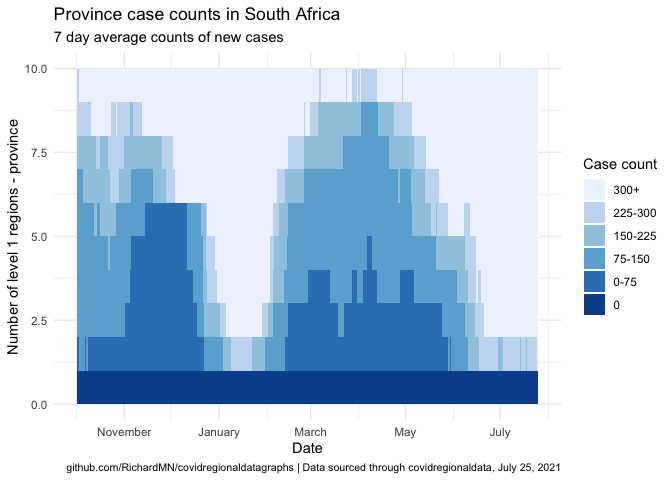 Province case counts in South Africa
7 day average counts of new cases
Number of level 1 regions - province
10.0
7.5
5.0
2.5
0.0
November
January
March
May
July
Date
Case count
300+
225-300
150-225
75-150
0-75
0
github.com/RichardMN/covidregionaldatagraphs | Data sourced through covidregionaldata, July 25, 2021